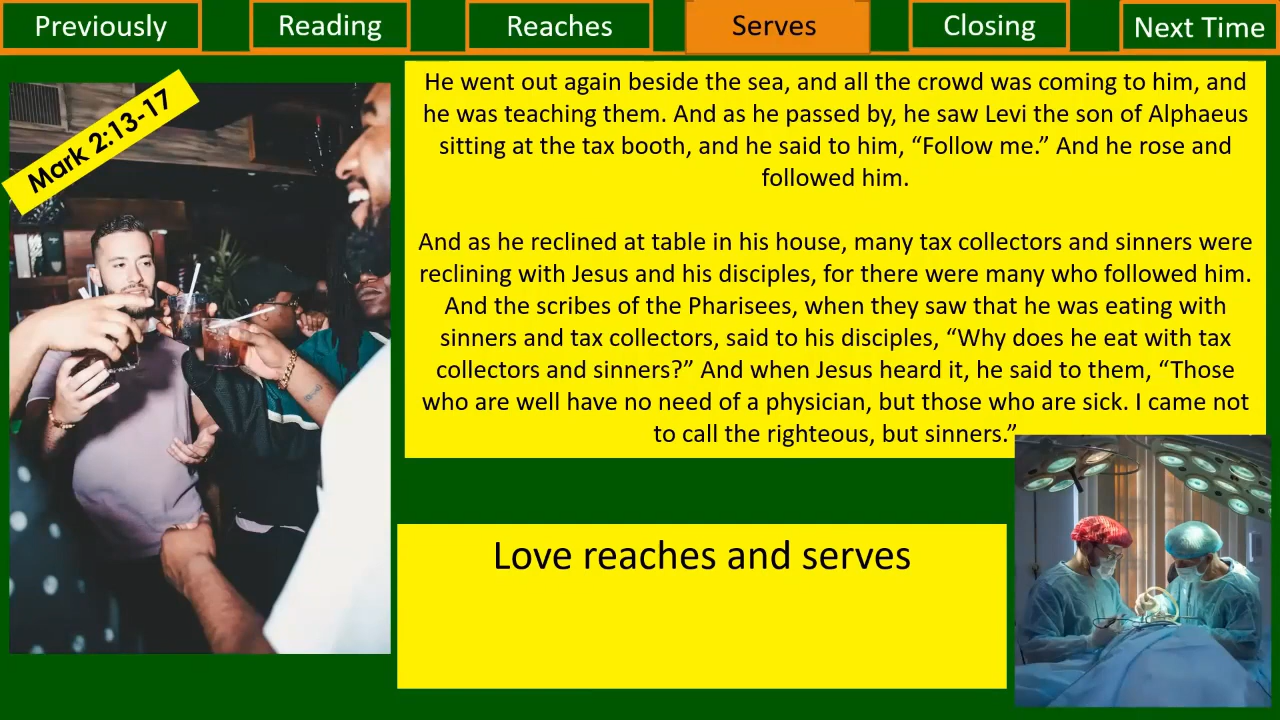 Previously
Reading
Reaches
Serves
Closing
Next Time
Mark 2:13-17
He went out again beside the sea, and all the crowd was coming to him, and
he was teaching them. And as he passed by, he saw Levi the son of Alphaeus
sitting at the tax booth, and he said to him, “Follow me.” And he rose and
followed him.
And as he reclined at table in his house, many tax collectors and sinners were
reclining with Jesus and his disciples, for there were many who followed him.
And the scribes of the Pharisees, when they saw that he was eating with
sinners and tax collectors, said to his disciples, “Why does he eat with tax
collectors and sinners?” And when Jesus heard it, he said to them, “Those
who are well have no need of a physician, but those who are sick. I came not
to call the righteous, but sinners.”
Love reaches and serves